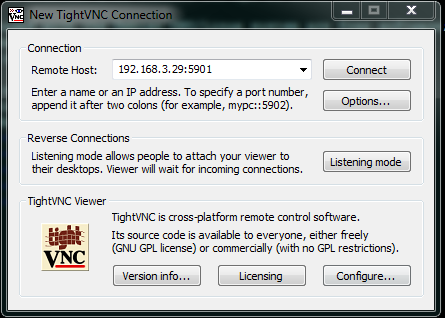 New TightVNC Connection
Connection
Remote Host: 192.168.3.29:5901
Connect
Enter a name or an IP address. To specify a port number,
append it after two colons (for example, mypc::5902).
Options...
Reverse Connections
Listening mode allows people to attach your viewer to
their desktops. Viewer will wait for incoming connections.
Listening mode
TightVNC Viewer
tight
VNC
TightVNC is cross-platform remote control software.
Its source code is available to everyone, either freely
(GNU GPL license) or commercially (with no GPL restrictions).
Version info...
Licensing
Configure...